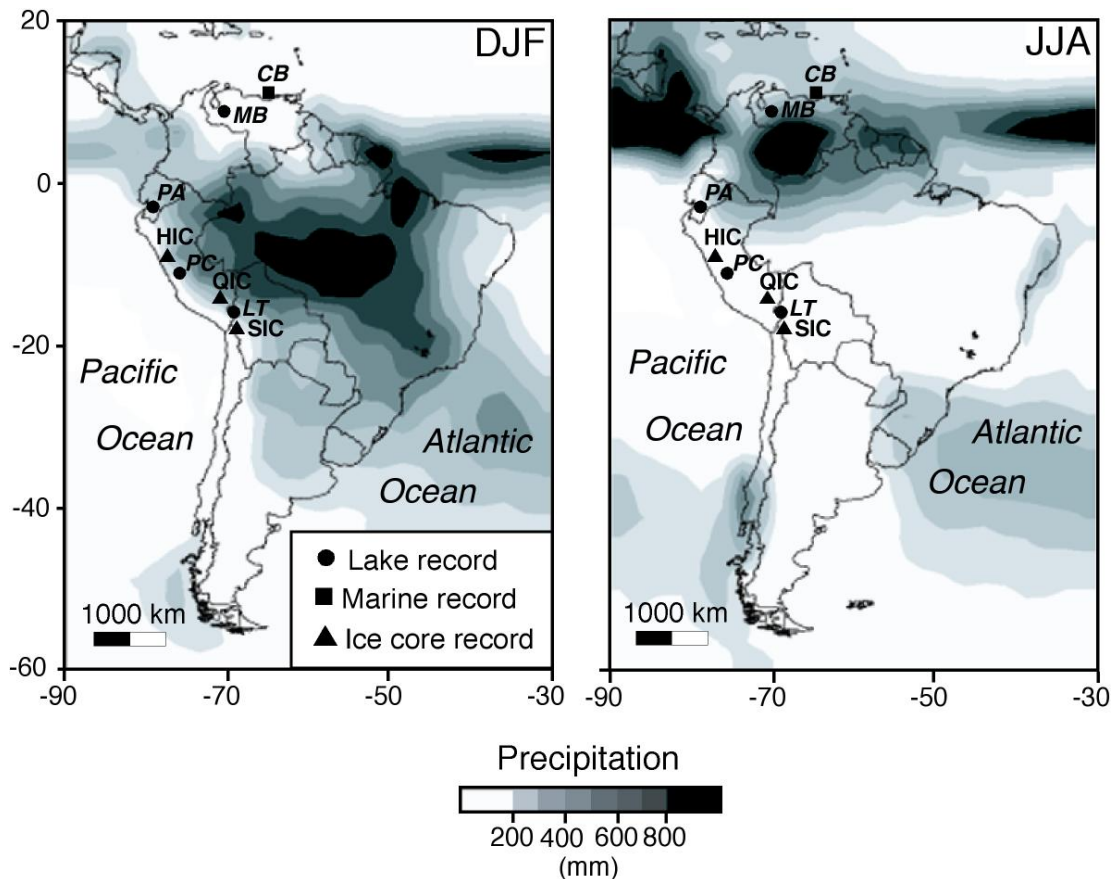 20
0
-20
-40
-60
DJF
CB
MB
PA
HIC
PC
QIC
LT
SIC
Pacific
Ocean
Atlantic
Ocean
Lake record
Marine record
Ice core record
1000 km
-90
-70
-50
-30
JJA
CB
MB
PA
HIC
PC
QIC
LT
SIC
Pacific
Ocean
Atlantic
Ocean
1000 km
-90
-70
-50
-30
Precipitation
200 400 600 800
(mm)